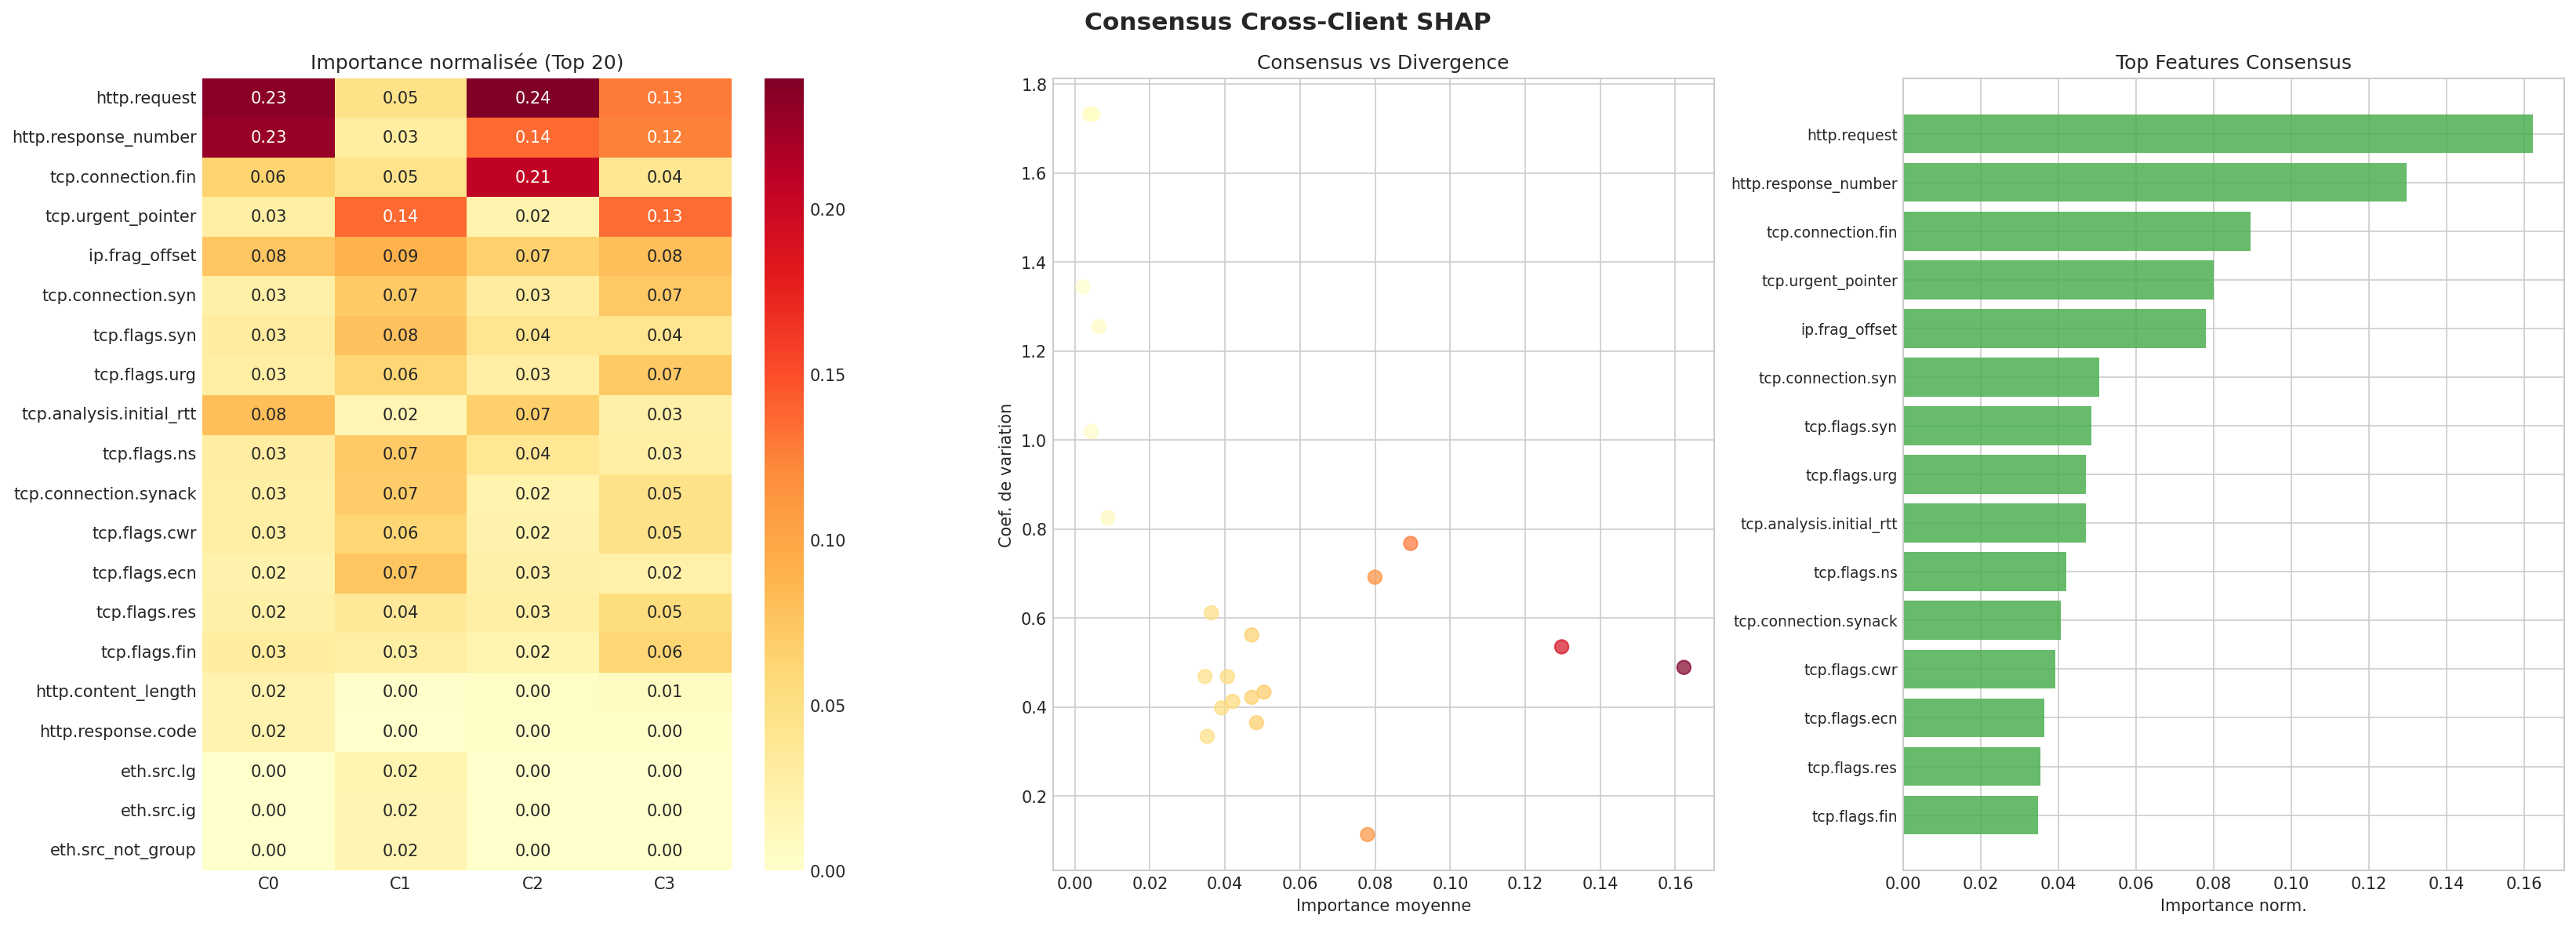 Consensus Cross-Client SHAP
Importance normalisée (Top 20)
http.request 0.23 0.05 0.24 0.13
http.response_number 0.23 0.03 0.14 0.12
tcp.connection.fin 0.06 0.05 0.21 0.04
tcp.urgent_pointer 0.03 0.14 0.02 0.13
ip.frag_offset 0.08 0.09 0.07 0.08
tcp.connection.syn 0.03 0.07 0.03 0.07
tcp.flags.syn 0.03 0.08 0.04 0.04
tcp.flags.urg 0.03 0.06 0.03 0.07
tcp.analysis.initial_rtt 0.08 0.02 0.07 0.03
tcp.flags.ns 0.03 0.07 0.04 0.03
tcp.connection.synack 0.03 0.07 0.02 0.05
tcp.flags.cwr 0.03 0.06 0.02 0.05
tcp.flags.ecn 0.02 0.07 0.03 0.02
tcp.flags.res 0.02 0.04 0.03 0.05
tcp.flags.fin 0.03 0.03 0.02 0.06
http.content_length 0.02 0.00 0.00 0.01
http.response.code 0.02 0.00 0.00 0.00
eth.src.lg 0.00 0.02 0.00 0.00
eth.src.ig 0.00 0.02 0.00 0.00
eth.src_not_group 0.00 0.02 0.00 0.00
C0 C1 C2 C3
0.20
0.15
0.10
0.05
0.00
Consensus vs Divergence
Coef. de variation
1.8
1.6
1.4
1.2
1.0
0.8
0.6
0.4
0.2
0.00 0.02 0.04 0.06 0.08 0.10 0.12 0.14 0.16
Importance moyenne
Top Features Consensus
http.request
http.response_number
tcp.connection.fin
tcp.urgent_pointer
ip.frag_offset
tcp.connection.syn
tcp.flags.syn
tcp.flags.urg
tcp.analysis.initial_rtt
tcp.flags.ns
tcp.connection.synack
tcp.flags.cwr
tcp.flags.ecn
tcp.flags.res
tcp.flags.fin
0.00 0.02 0.04 0.06 0.08 0.10 0.12 0.14 0.16
Importance norm.